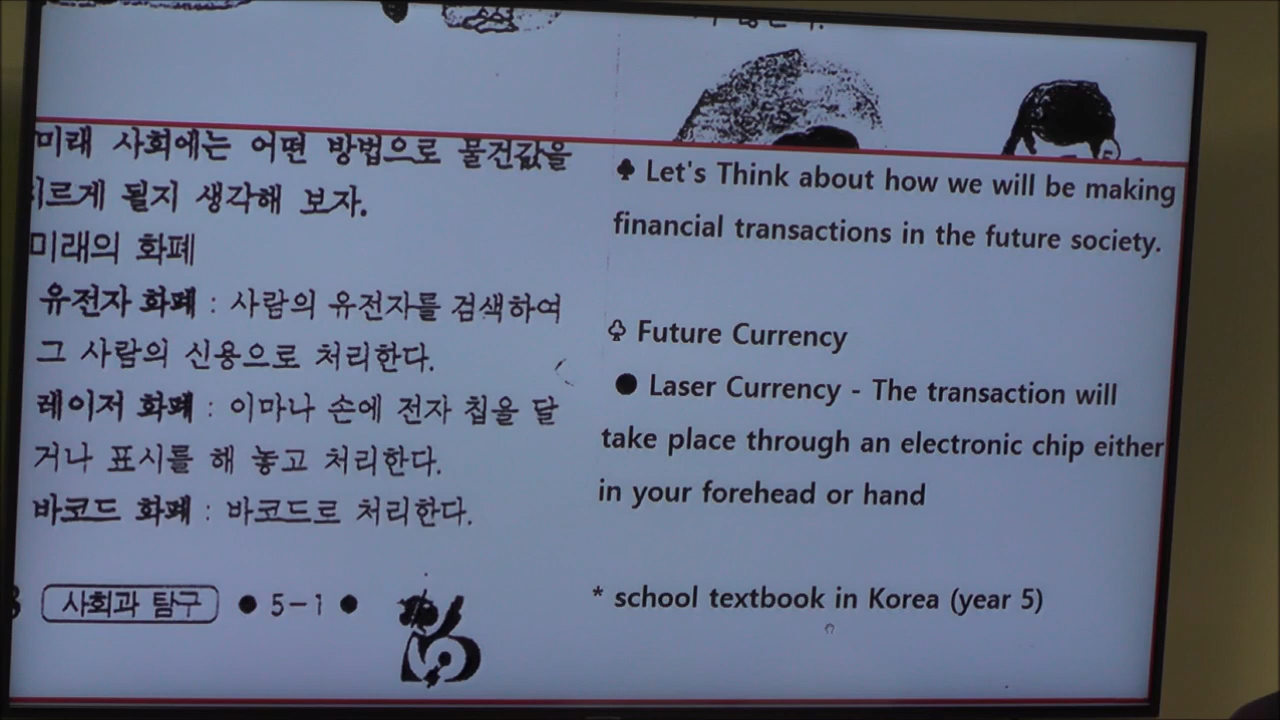 미래 사회에는 어떤 방법으로 물건값을
르게 될지 생각해 보자.
미래의 화폐
유전자 화폐 : 사람의 유전자를 검색하여
그 사람의 신용으로 처리한다.
레이저 화폐 : 이마나 손에 전자 칩을 달
거나 표시를 해 놓고 처리한다.
바코드 화폐 : 바코드로 처리한다.
사회과 탐구 ● 5-1 ●
♣ Let's Think about how we will be making
financial transactions in the future society.
♧ Future Currency
● Laser Currency - The transaction will
take place through an electronic chip either
in your forehead or hand
* school textbook in Korea (year 5)